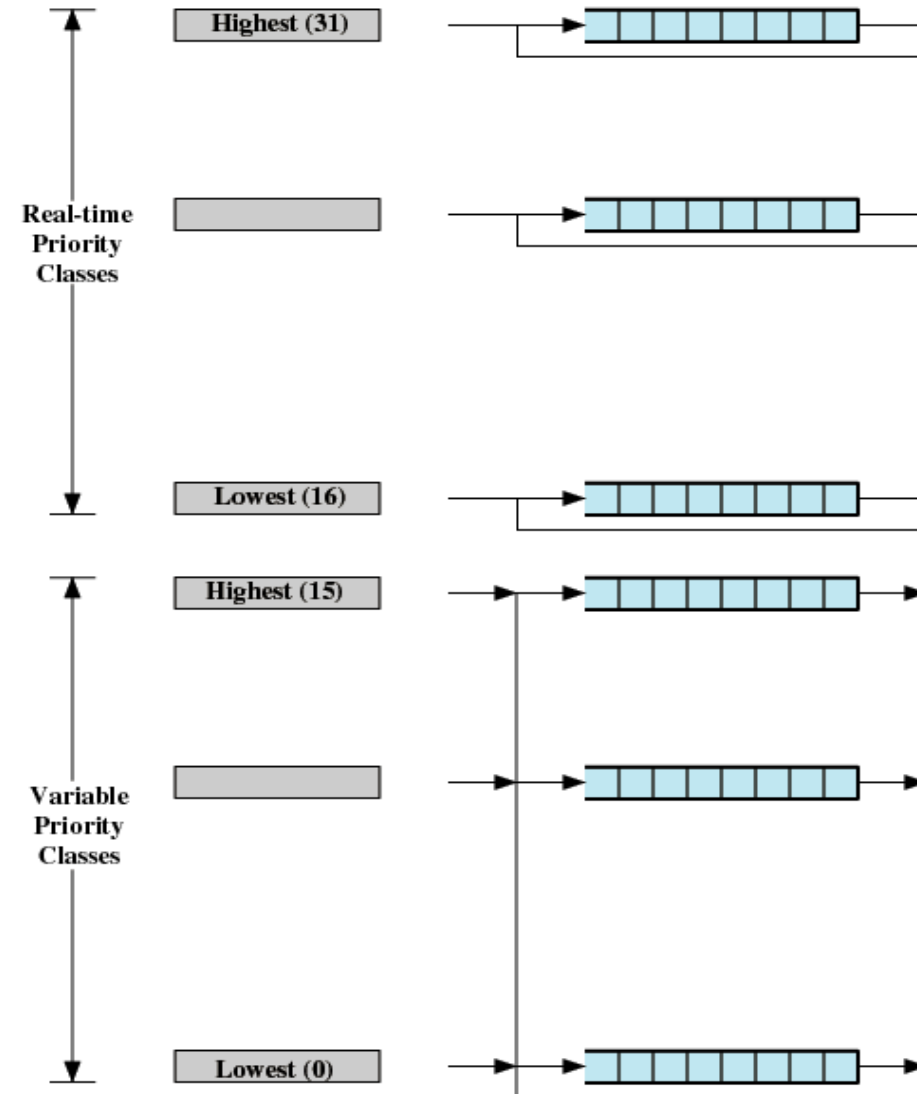 Highest (31)
Real-time
Priority
Classes
Lowest (16)
Highest (15)
Variable
Priority
Classes
Lowest (0)